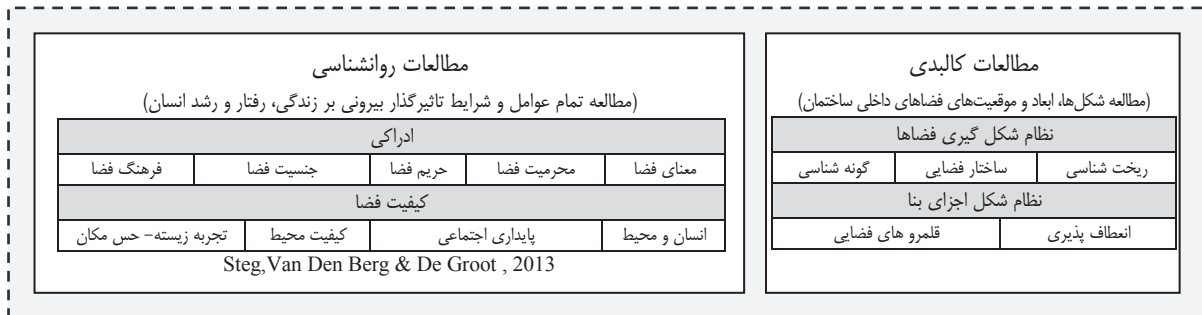 مطالعات کالبدی
(مطالعه شکل‌ها، ابعاد و موقعیت‌های فضاهای داخلی ساختمان)
نظام شکل گیری فضاها
ریخت شناسی ساختار فضایی گونه شناسی
نظام شکل اجزای بنا
انعطاف پذیری قلمرو های فضایی
مطالعات روانشناسی
(مطالعه تمام عوامل و شرایط تاثیرگذار بیرونی بر زندگی، رفتار و رشد انسان)
ادراکی
معنای فضا محرمیت فضا حریم فضا جنسیت فضا فرهنگ فضا
کیفیت فضا
انسان و محیط پایداری اجتماعی کیفیت محیط تجربه زیسته- حس مکان
Steg,Van Den Berg & De Groot , 2013